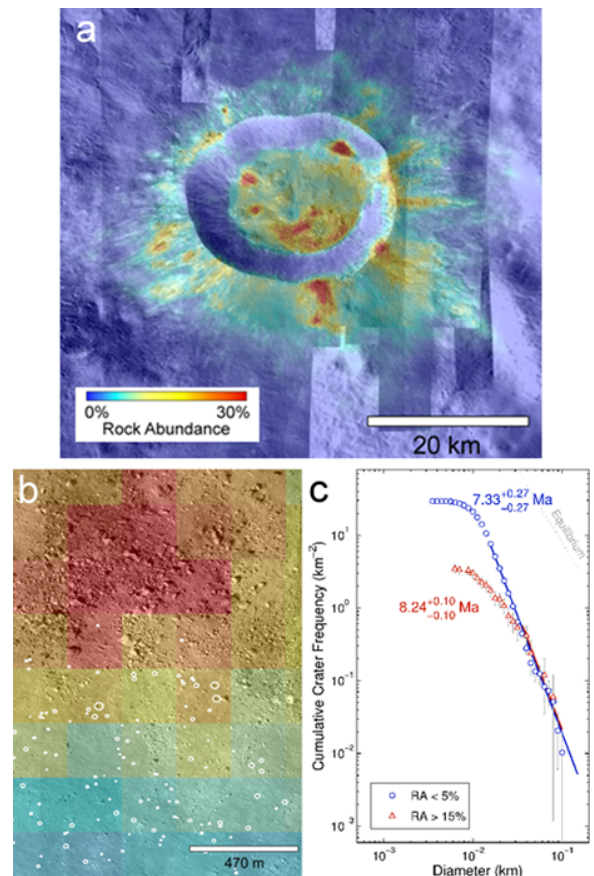 a
0% 30%
Rock Abundance
20 km
b
470 m
c
7.33 +0.27 −0.27 Ma
Equilibrium
8.24 +0.10 −0.10 Ma
Cumulative Crater Frequency (km⁻²)
10¹
10⁰
10⁻¹
10⁻²
10⁻³
RA < 5%
RA > 15%
10⁻³ 10⁻² 10⁻¹
Diameter (km)